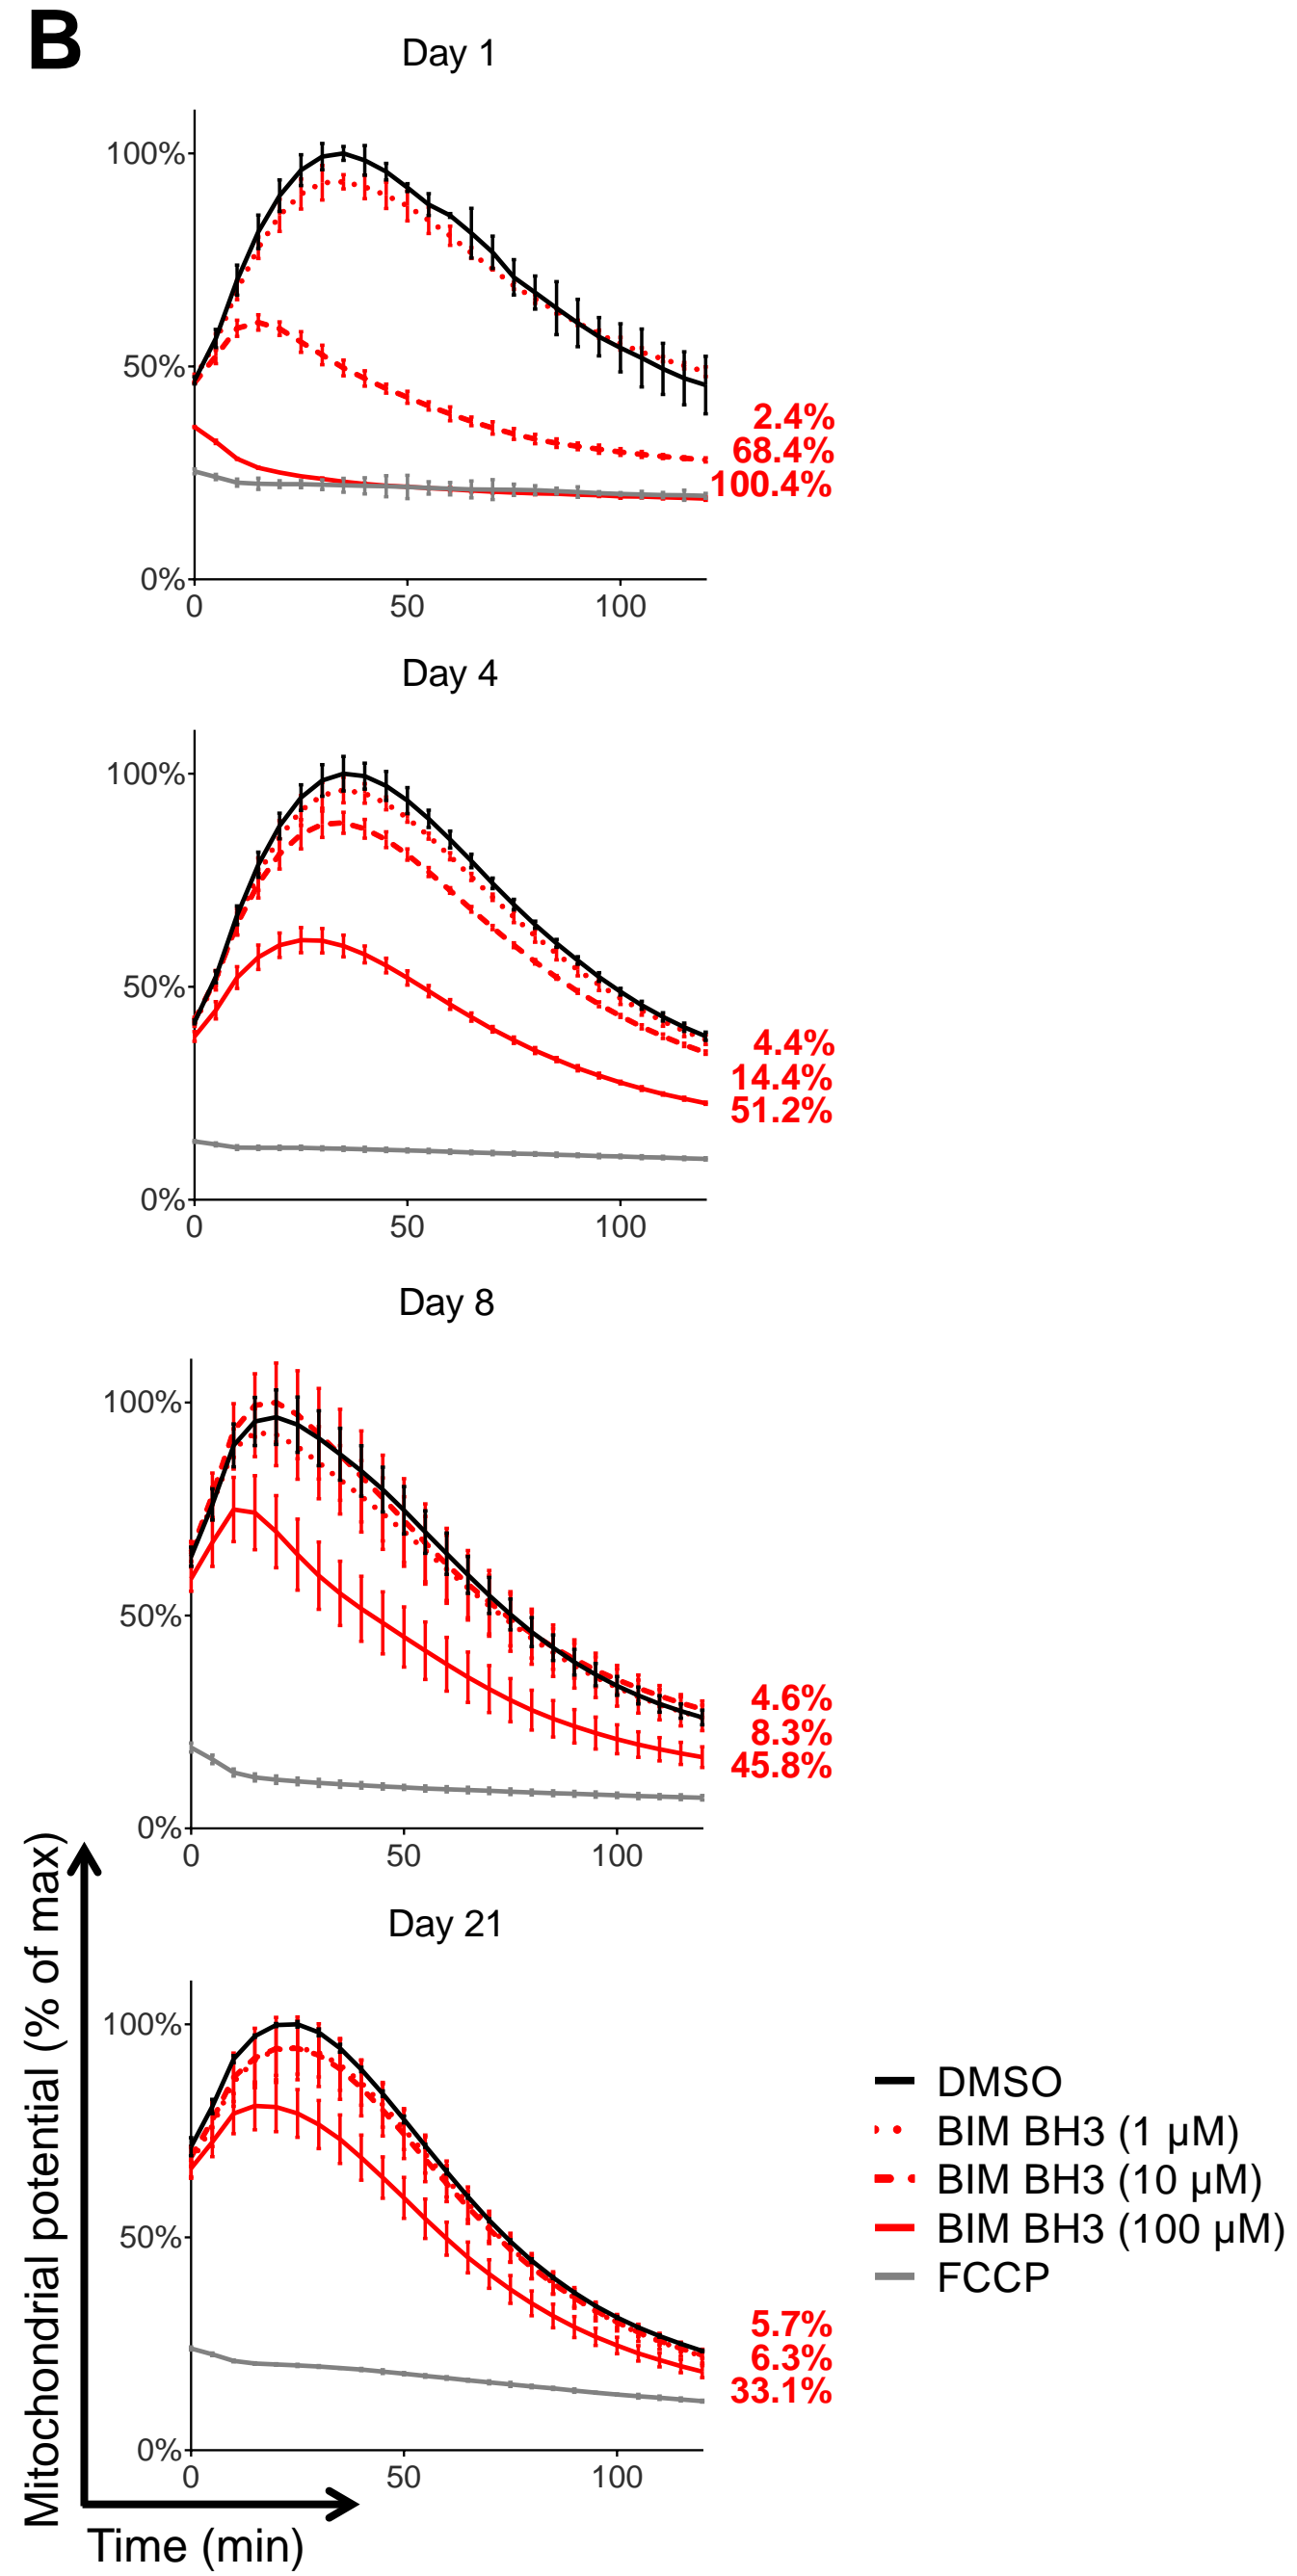 B
Day 1
100%
50%
0%
0 50 100
2.4%
68.4%
100.4%
Day 4
100%
50%
0%
0 50 100
4.4%
14.4%
51.2%
Day 8
100%
50%
0%
0 50 100
4.6%
8.3%
45.8%
Day 21
100%
50%
0%
0 50 100
5.7%
6.3%
33.1%
Mitochondrial potential (% of max)
Time (min)
DMSO
BIM BH3 (1 µM)
BIM BH3 (10 µM)
BIM BH3 (100 µM)
FCCP